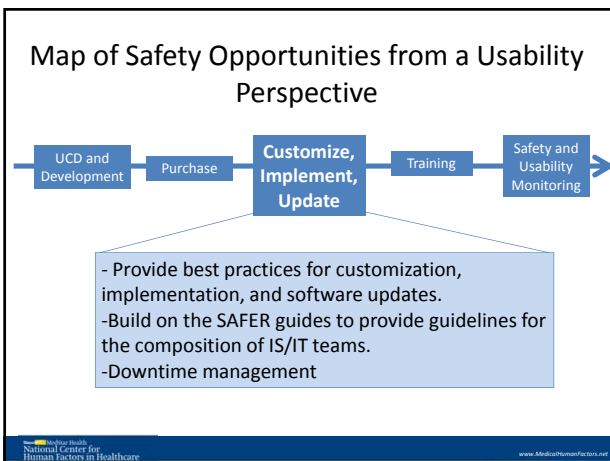 Map of Safety Opportunities from a Usability
Perspective
UCD and
Development
Purchase
Customize,
Implement,
Update
Training
Safety and
Usability
Monitoring
- Provide best practices for customization,
implementation, and software updates.
-Build on the SAFER guides to provide guidelines for
the composition of IS/IT teams.
-Downtime management
MedStar Health
National Center for
Human Factors in Healthcare
www.MedicalHumanFactors.net